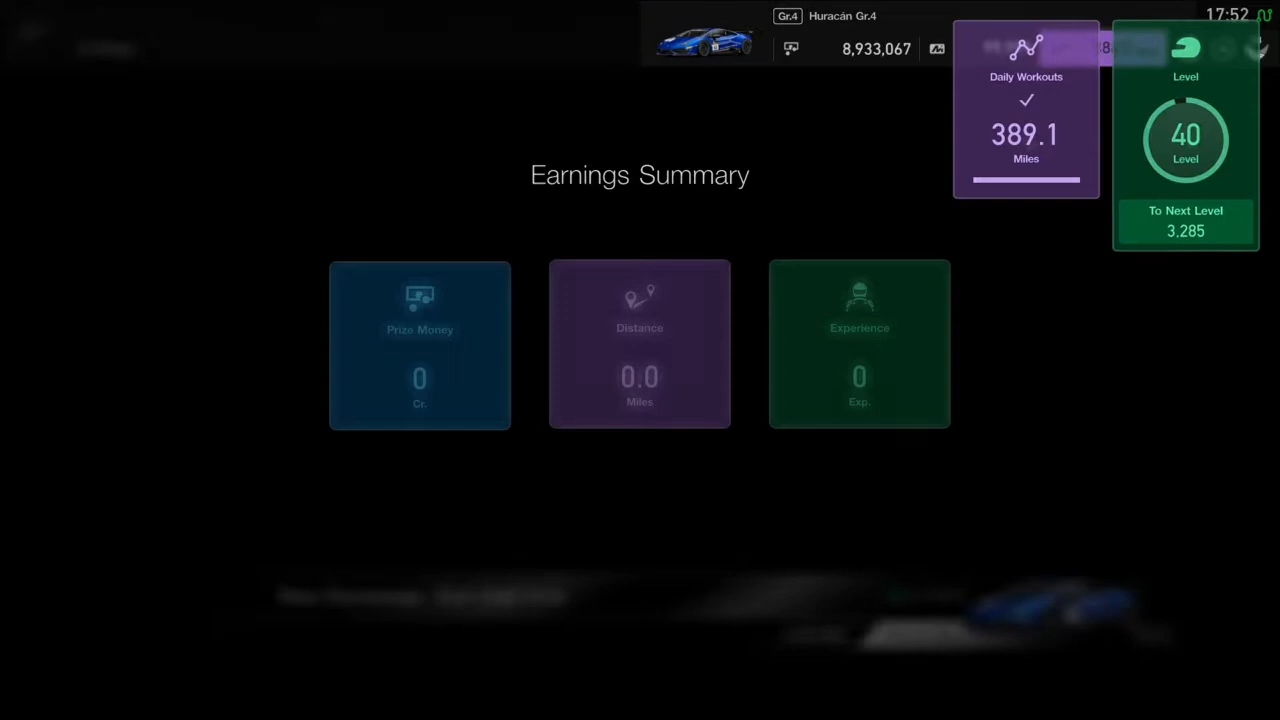 Gr.4 Huracán Gr.4
17:52
8,933,067
Daily Workouts
389.1
Miles
Level
40
Level
To Next Level
3,285
Earnings Summary
Prize Money
0
Cr.
Distance
0.0
Miles
Experience
0
Exp.